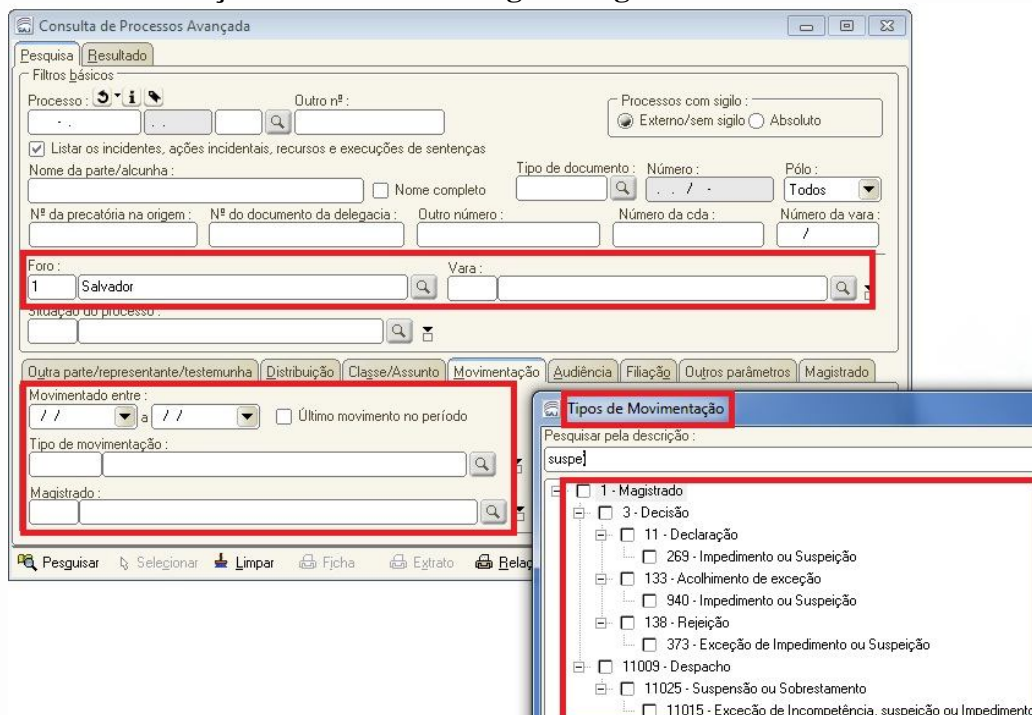 Consulta de Processos Avançada
Pesquisa Resultado
Filtros básicos
Processo : Outro nº : Processos com sigilo :
- . . . Externo/sem sigilo Absoluto
Listar os incidentes, ações incidentais, recursos e execuções de sentenças
Nome da parte/alcunha : Tipo de documento : Número : Pólo :
Nome completo . . / - Todos
Nº da precatória na origem : Nº do documento da delegacia : Outro número : Número da cda : Número da vara :
/
Foro : Vara :
1 Salvador
Situação do processo :
Outra parte/representante/testemunha Distribuição Classe/Assunto Movimentação Audiência Filiação Outros parâmetros Magistrado
Movimentado entre :
/ / a / / Último movimento no período
Tipo de movimentação :
Magistrado :
Pesquisar Selecionar Limpar Ficha Extrato
Tipos de Movimentação
Pesquisar pela descrição :
suspe
1 - Magistrado
3 - Decisão
11 - Declaração
269 - Impedimento ou Suspeição
133 - Acolhimento de exceção
940 - Impedimento ou Suspeição
138 - Rejeição
373 - Exceção de Impedimento ou Suspeição
11009 - Despacho
11025 - Suspensão ou Sobrestamento
11015 - Exceção de Incompetência, suspeição ou Impedimento